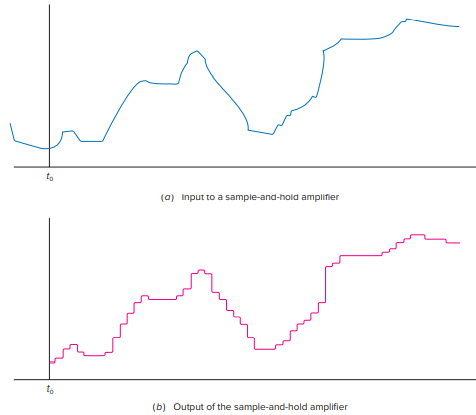 t0
(a) Input to a sample-and-hold amplifier
t0
(b) Output of the sample-and-hold amplifier